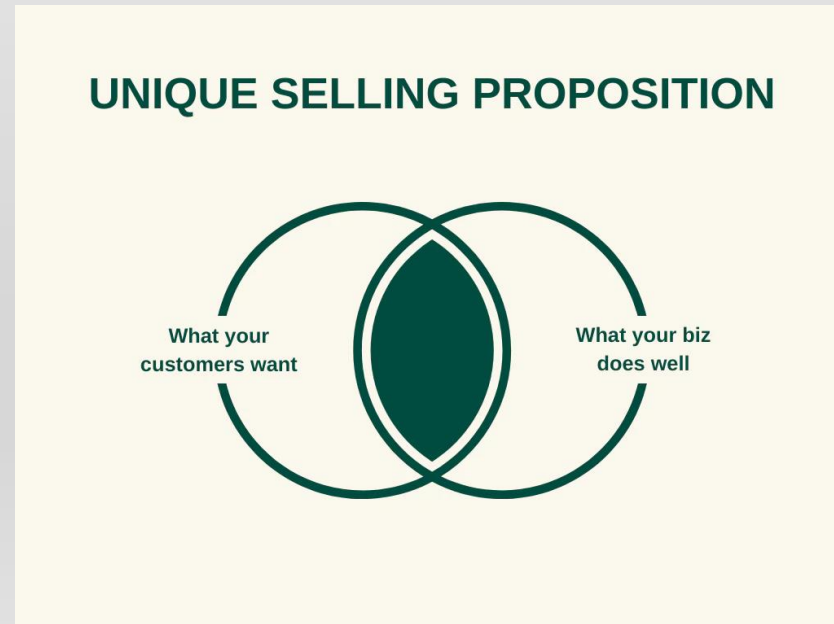 UNIQUE SELLING PROPOSITION
What your
customers want
What your biz
does well